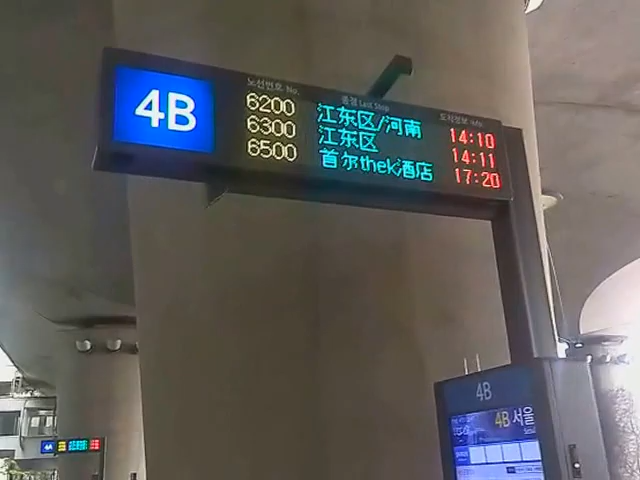 4B
노선번호 No. 종점 Last Stop 도착정보 Info.
6200 江东区/河南 14:10
6300 江东区 14:11
6500 首尔thek酒店 17:20
4B
4B 서울
4A